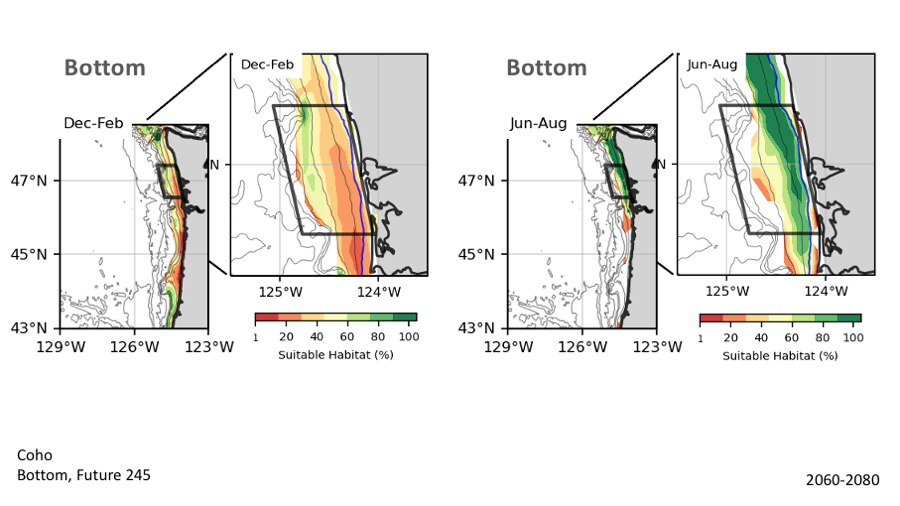 Bottom
Dec-Feb
Dec-Feb
47°N
45°N
43°N
129°W 126°W 123°W
N
125°W 124°W
1 20 40 60 80 100
Suitable Habitat (%)
Bottom
Jun-Aug
Jun-Aug
47°N
45°N
43°N
129°W 126°W 123°W
N
125°W 124°W
1 20 40 60 80 100
Suitable Habitat (%)
Coho
Bottom, Future 245
2060-2080